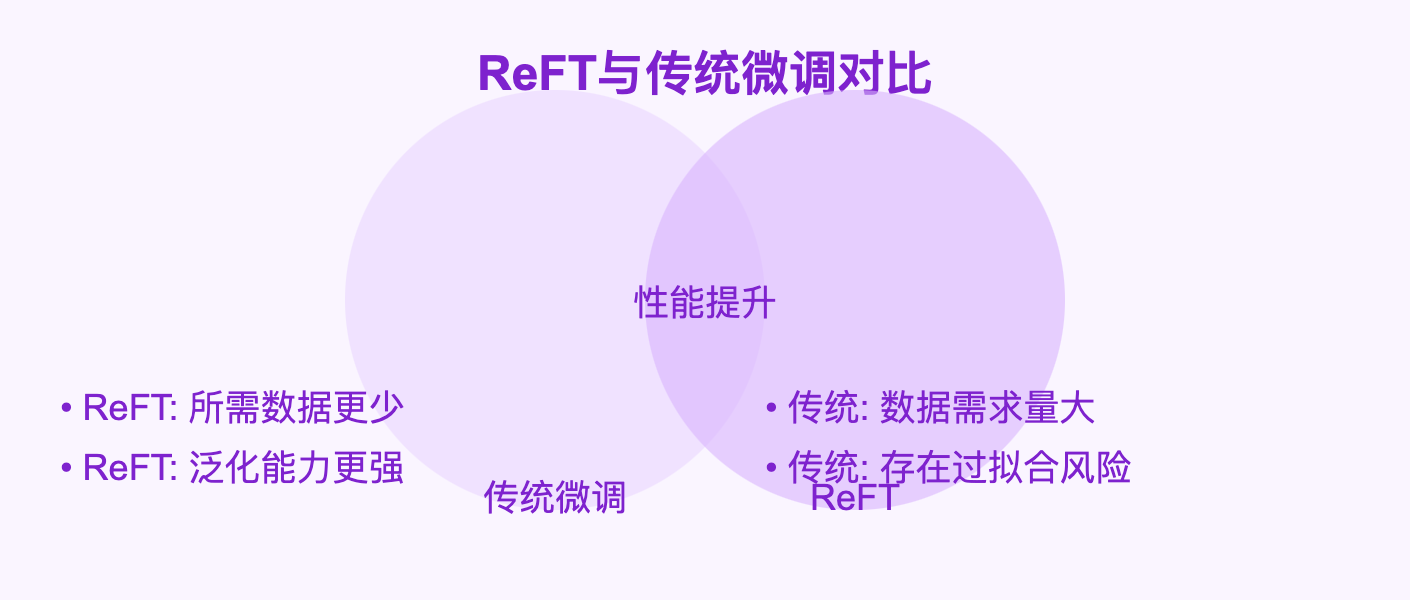 ReFT与传统微调对比
性能提升
• ReFT: 所需数据更少
• ReFT: 泛化能力更强
• 传统: 数据需求量大
• 传统: 存在过拟合风险
传统微调
ReFT